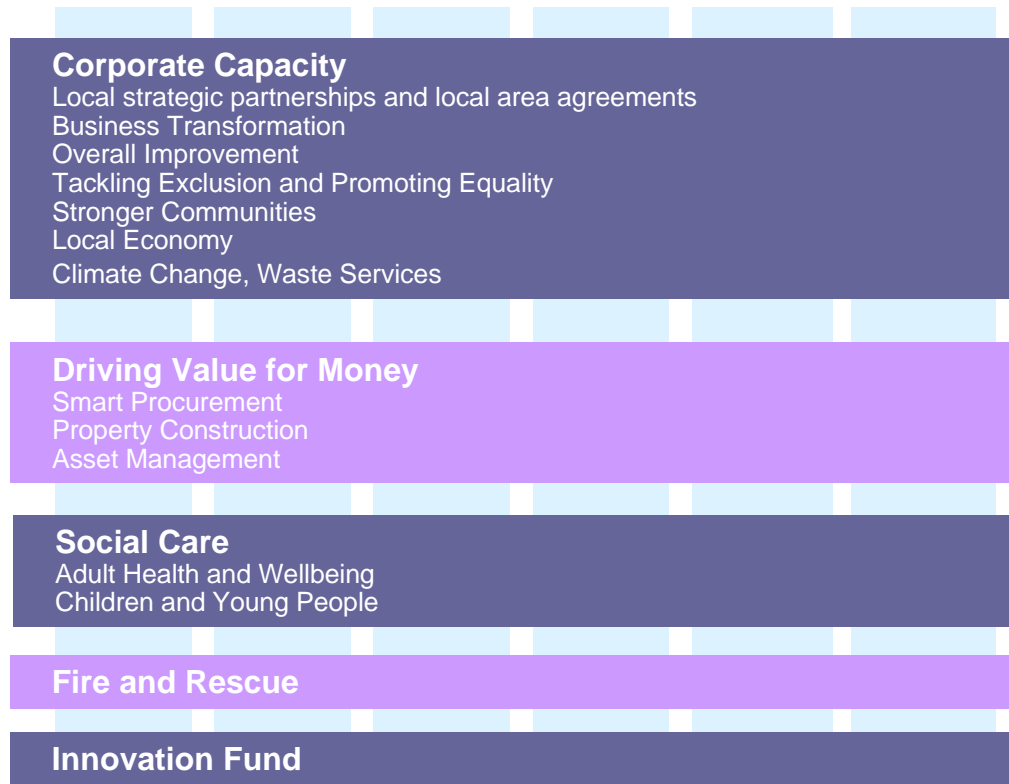 Corporate Capacity
Local strategic partnerships and local area agreements
Business Transformation
Overall Improvement
Tackling Exclusion and Promoting Equality
Stronger Communities
Local Economy
Climate Change, Waste Services
Driving Value for Money
Smart Procurement
Property Construction
Asset Management
Social Care
Adult Health and Wellbeing
Children and Young People
Fire and Rescue
Innovation Fund